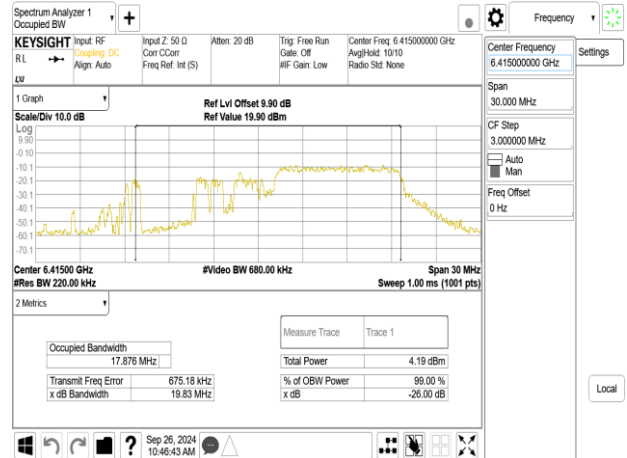 Spectrum Analyzer 1
Occupied BW
Frequency
KEYSIGHT
Input: RF
Coupling: DC
Align: Auto
Input Z: 50 Ω
Corr CCorr
Freq Ref: Int (S)
Atten: 20 dB
Trig: Free Run
Gate: Off
#IF Gain: Low
Center Freq: 6.415000000 GHz
Avg|Hold: 10/10
Radio Std: None
R L
Center Frequency
6.415000000 GHz
Settings
Span
30.000 MHz
CF Step
3.000000 MHz
Auto
Man
Freq Offset
0 Hz
1 Graph
Ref Lvl Offset 9.90 dB
Scale/Div 10.0 dB
Ref Value 19.90 dBm
Log
9.90
-0.10
-10.1
-20.1
-30.1
-40.1
-50.1
-60.1
-70.1
Center 6.41500 GHz
#Video BW 680.00 kHz
Span 30 MHz
#Res BW 220.00 kHz
Sweep 1.00 ms (1001 pts)
2 Metrics
Measure Trace
Trace 1
Occupied Bandwidth
17.876 MHz
Total Power
4.19 dBm
Transmit Freq Error
675.18 kHz
% of OBW Power
99.00 %
x dB Bandwidth
19.83 MHz
x dB
-26.00 dB
Local
?
Sep 26, 2024
10:46:43 AM